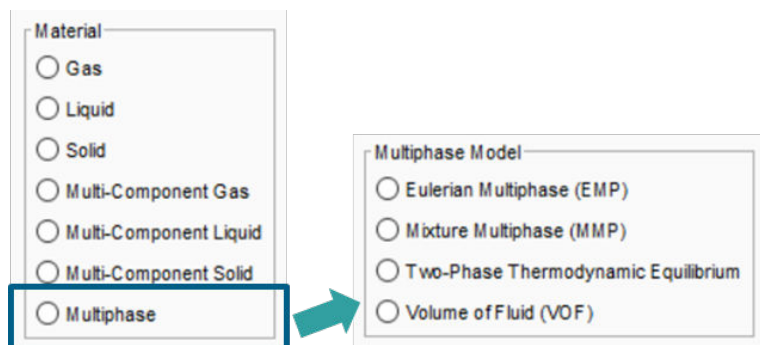 Material
Gas
Liquid
Solid
Multi-Component Gas
Multi-Component Liquid
Multi-Component Solid
Multiphase
Multiphase Model
Eulerian Multiphase (EMP)
Mixture Multiphase (MMP)
Two-Phase Thermodynamic Equilibrium
Volume of Fluid (VOF)